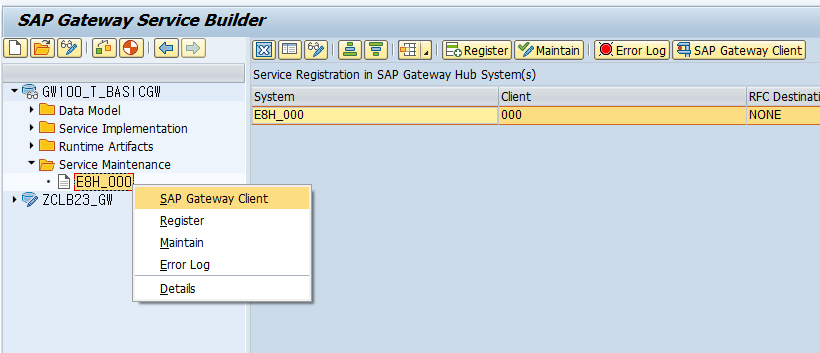 SAP Gateway Service Builder
Register Maintain Error Log SAP Gateway Client
GW100_T_BASICGW
Data Model
Service Implementation
Runtime Artifacts
Service Maintenance
E8H_000
ZCLB23_GW
SAP Gateway Client
Register
Maintain
Error Log
Details
Service Registration in SAP Gateway Hub System(s)
System Client RFC Destinati
E8H_000 000 NONE